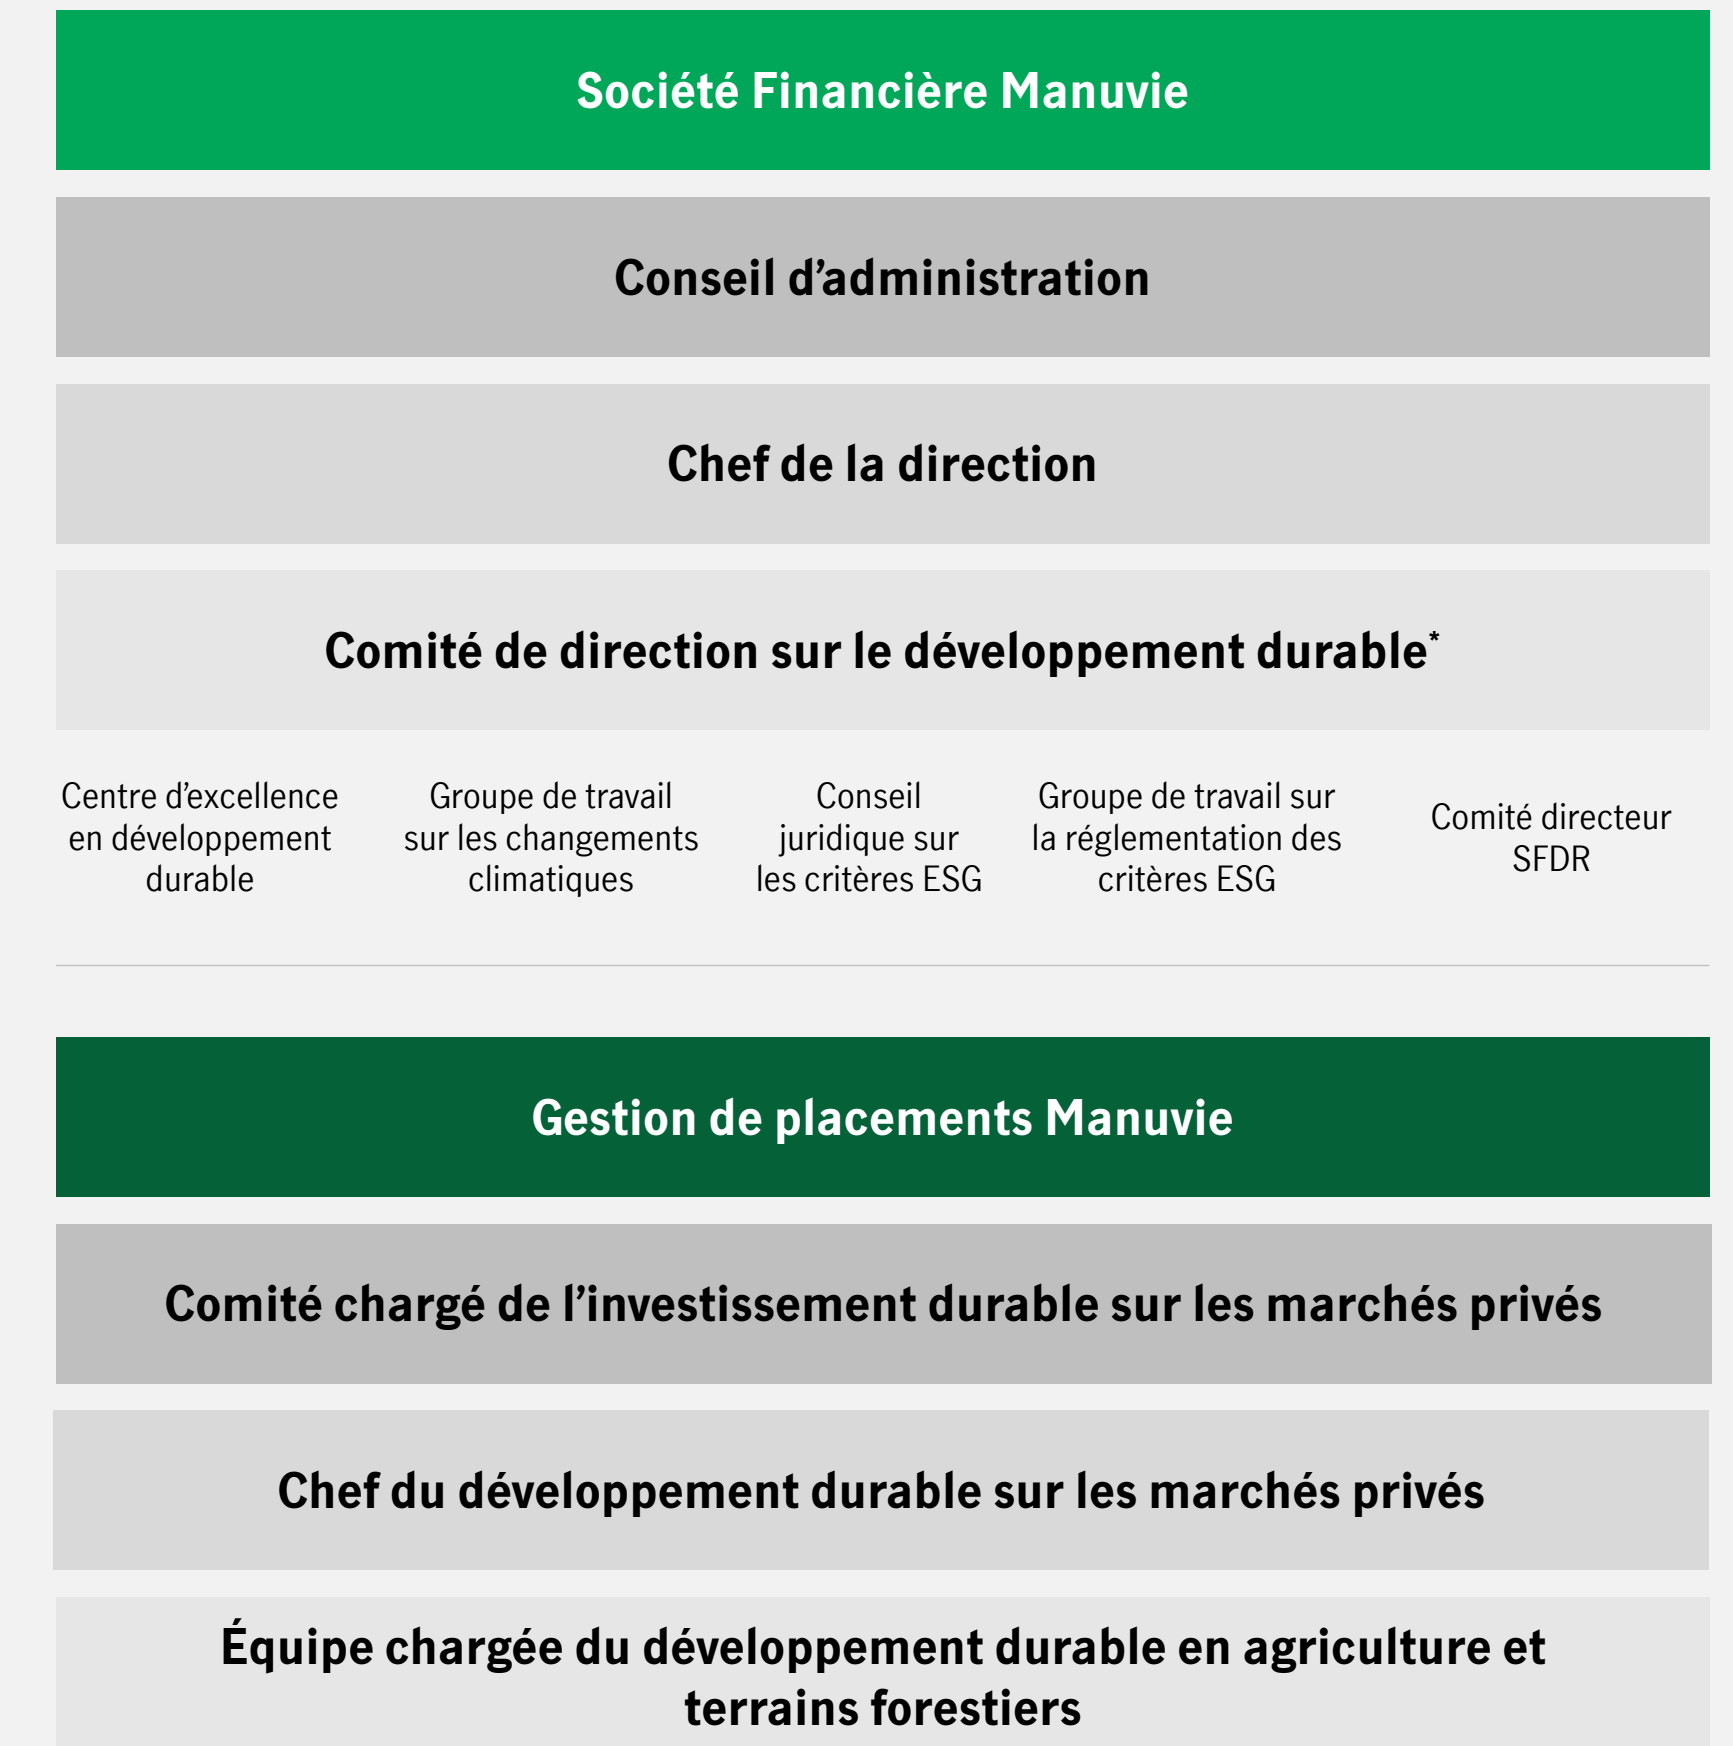 Société Financière Manuvie
Conseil d’administration
Chef de la direction
Comité de direction sur le développement durable*
Centre d’excellence
en développement
durable
Groupe de travail
sur les changements
climatiques
Conseil
juridique sur
les critères ESG
Groupe de travail sur
la réglementation des
critères ESG
Comité directeur
SFDR
Gestion de placements Manuvie
Comité chargé de l’investissement durable sur les marchés privés
Chef du développement durable sur les marchés privés
Équipe chargée du développement durable en agriculture et
terrains forestiers